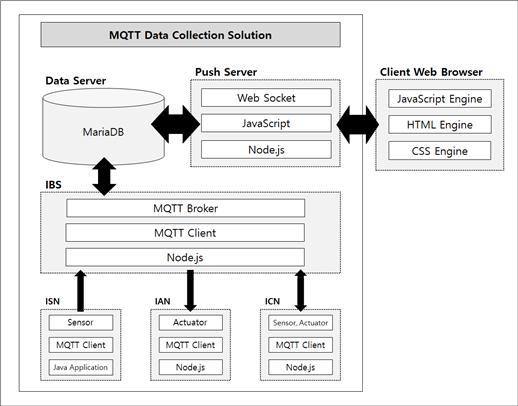 MQTT Data Collection Solution
Data Server
MariaDB
Push Server
Web Socket
JavaScript
Node.js
Client Web Browser
JavaScript Engine
HTML Engine
CSS Engine
IBS
MQTT Broker
MQTT Client
Node.js
ISN
Sensor
MQTT Client
Java Application
IAN
Actuator
MQTT Client
Node.js
ICN
Sensor, Actuator
MQTT Client
Node.js